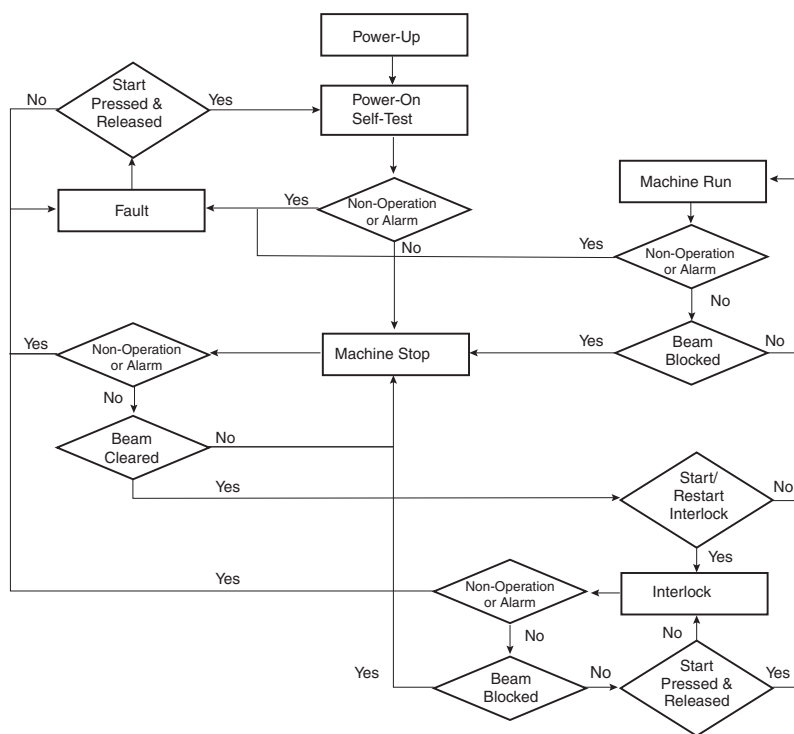 Power-Up
Start
Pressed &
Released
No
Yes
Power-On
Self-Test
Fault
Yes
Non-Operation
or Alarm
No
Machine Run
Yes
Non-Operation
or Alarm
No
Yes
Non-Operation
or Alarm
No
Machine Stop
Yes
Beam
Blocked
No
Beam
Cleared
No
Yes
Start/
Restart
Interlock
No
Yes
Yes
Non-Operation
or Alarm
No
Interlock
No
Yes
Beam
Blocked
No
Start
Pressed &
Released
Yes